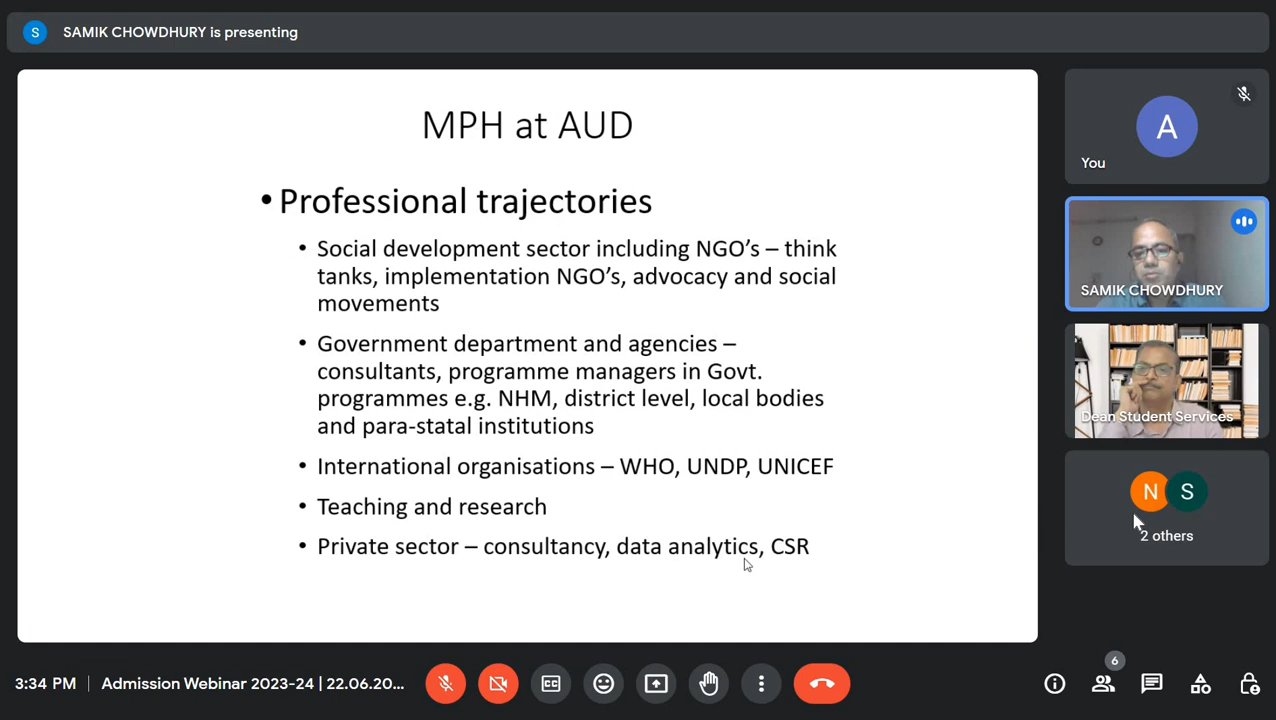 S SAMIK CHOWDHURY is presenting
MPH at AUD
• Professional trajectories
• Social development sector including NGO’s – think
tanks, implementation NGO’s, advocacy and social
movements
• Government department and agencies –
consultants, programme managers in Govt.
programmes e.g. NHM, district level, local bodies
and para-statal institutions
• International organisations – WHO, UNDP, UNICEF
• Teaching and research
• Private sector – consultancy, data analytics, CSR
A
You
SAMIK CHOWDHURY
Dean Student Services
N S
2 others
3:34 PM | Admission Webinar 2023-24 | 22.06.20...
CC
6